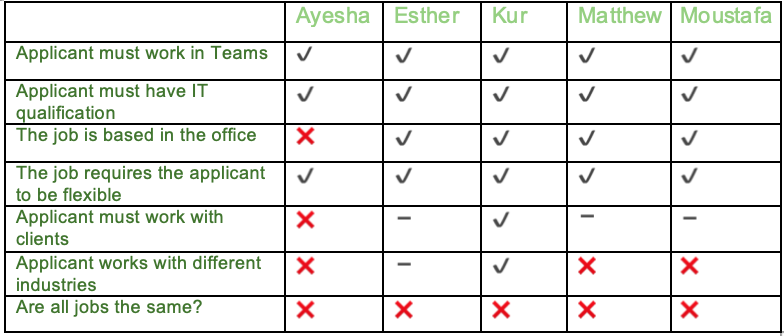 Ayesha Esther Kur Matthew Moustafa
Applicant must work in Teams ✓ ✓ ✓ ✓ ✓
Applicant must have IT
qualification ✓ ✓ ✓ ✓ ✓
The job is based in the office ✗ ✓ ✓ ✓ ✓
The job requires the applicant
to be flexible ✓ ✓ ✓ ✓ ✓
Applicant must work with
clients ✗ – ✓ – –
Applicant works with different
industries ✗ – ✓ ✗ ✗
Are all jobs the same? ✗ ✗ ✗ ✗ ✗